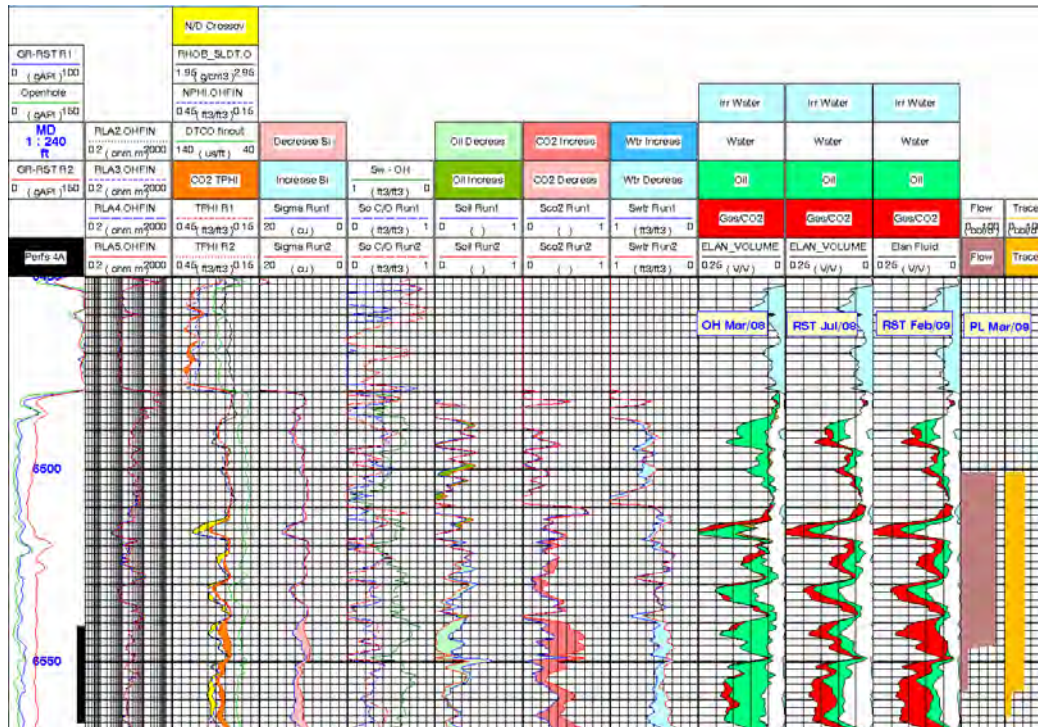 N/D Crossov
GR-RST R1
0 ( gAPI ) 100
RHOB_SLDT.O
1.95 ( g/cm3 ) 2.95
Openhole
0 ( gAPI ) 150
NPHI.OHFIN
0.45 ( ft3/ft3 ) 0.15
Irr Water
Irr Water
Irr Water
MD
1 : 240
ft
RLA2.OHFIN
0.2 ( ohm m ) 2000
DTCO finout
140 ( us/ft ) 40
Decrease Si
Oil Decreas
CO2 Increas
Wtr Increas
Water
Water
Water
GR-RST R2
0 ( gAPI ) 150
RLA3.OHFIN
0.2 ( ohm m ) 2000
CO2 TPHI
Increase Si
Sw - OH
1 ( ft3/ft3 ) 0
Oil Increas
CO2 Decreas
Wtr Decreas
Oil
Oil
Oil
RLA4.OHFIN
0.2 ( ohm m ) 2000
TPHI R1
0.45 ( ft3/ft3 ) 0.15
Sigma Run1
20 ( cu ) 0
So C/O Run1
0 ( ft3/ft3 ) 1
Soil Run1
0 ( ) 1
Sco2 Run1
0 ( ) 1
Swtr Run1
1 ( ft3/ft3 ) 0
Gas/CO2
Gas/CO2
Gas/CO2
Flow
Trace
Perfs 4A
RLA5.OHFIN
0.2 ( ohm m ) 2000
TPHI R2
0.45 ( ft3/ft3 ) 0.15
Sigma Run2
20 ( cu ) 0
So C/O Run2
0 ( ft3/ft3 ) 1
Soil Run2
0 ( ) 1
Sco2 Run2
0 ( ) 1
Swtr Run2
1 ( ft3/ft3 ) 0
ELAN_VOLUME
0.25 ( V/V ) 0
ELAN_VOLUME
0.25 ( V/V ) 0
Elan Fluid
0.25 ( V/V ) 0
Flow
Trace
OH Mar/08
RST Jul/08
RST Feb/09
PL Mar/09
6500
6550